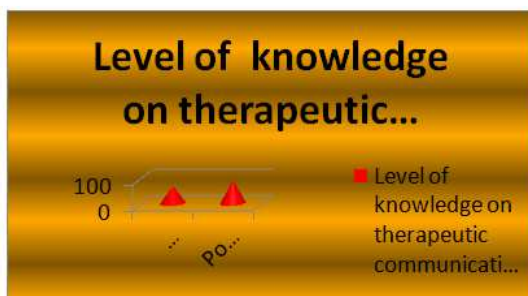 Level of knowledge
on therapeutic...
100
0
...
Po...
Level of
knowledge on
therapeutic
communicati...